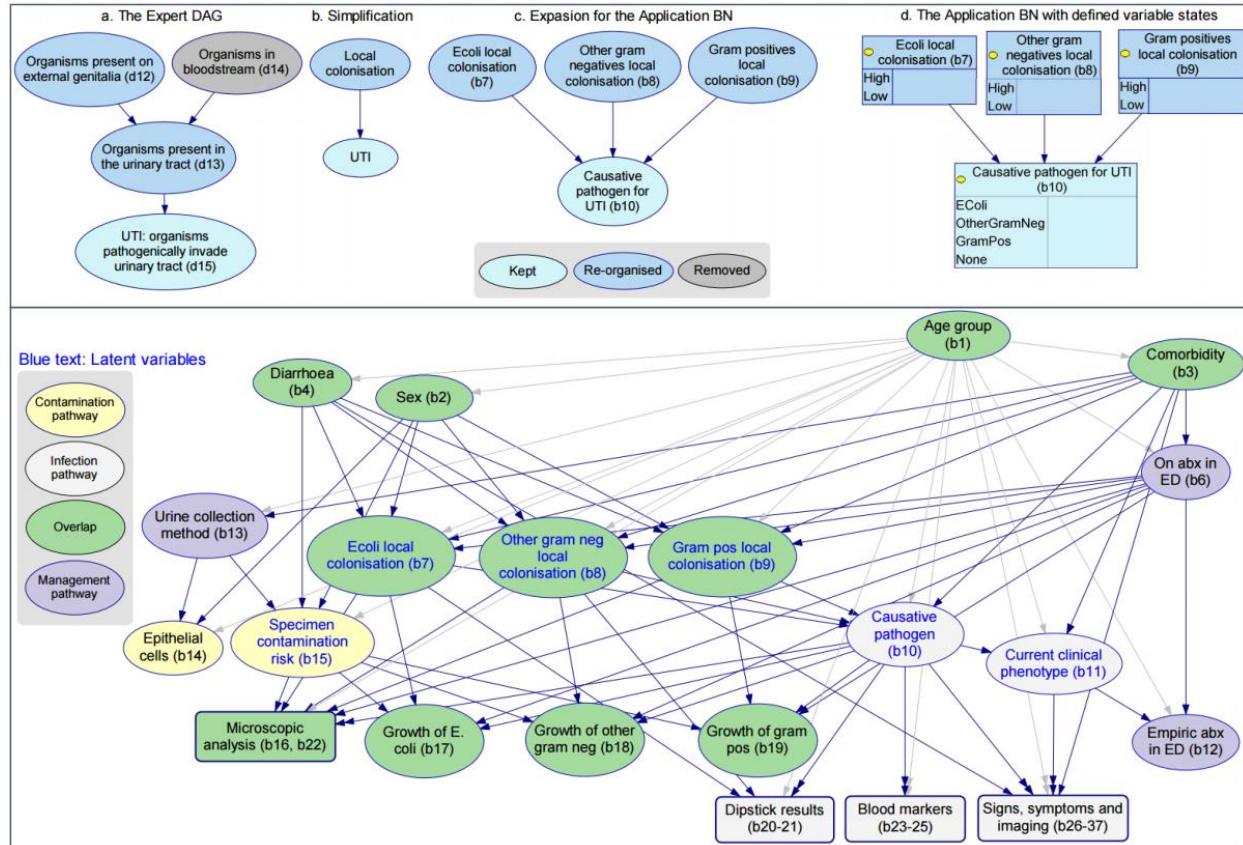 a. The Expert DAG
b. Simplification
c. Expasion for the Application BN
d. The Application BN with defined variable states
Organisms present on
external genitalia (d12)
Organisms in
bloodstream (d14)
Organisms present in
the urinary tract (d13)
UTI: organisms
pathogenically invade
urinary tract (d15)
Local
colonisation
UTI
Ecoli local
colonisation
(b7)
Other gram
negatives local
colonisation (b8)
Gram positives
local
colonisation (b9)
Causative
pathogen for
UTI (b10)
Kept
Re-organised
Removed
Ecoli local
colonisation (b7)
High
Low
Other gram
negatives local
colonisation (b8)
High
Low
Gram positives
local colonisation
(b9)
High
Low
Causative pathogen for UTI
(b10)
EColi
OtherGramNeg
GramPos
None
Blue text: Latent variables
Contamination
pathway
Infection
pathway
Overlap
Management
pathway
Age group
(b1)
Comorbidity
(b3)
Diarrhoea
(b4)
Sex (b2)
On abx in
ED (b6)
Urine collection
method (b13)
Ecoli local
colonisation (b7)
Other gram neg
local
colonisation (b8)
Gram pos local
colonisation
(b9)
Epithelial
cells (b14)
Specimen
contamination
risk (b15)
Causative
pathogen
(b10)
Current clinical
phenotype (b11)
Microscopic
analysis (b16, b22)
Growth of E.
coli (b17)
Growth of other
gram neg (b18)
Growth of gram
pos (b19)
Empiric abx
in ED (b12)
Dipstick results
(b20-21)
Blood markers
(b23-25)
Signs, symptoms and
imaging (b26-37)